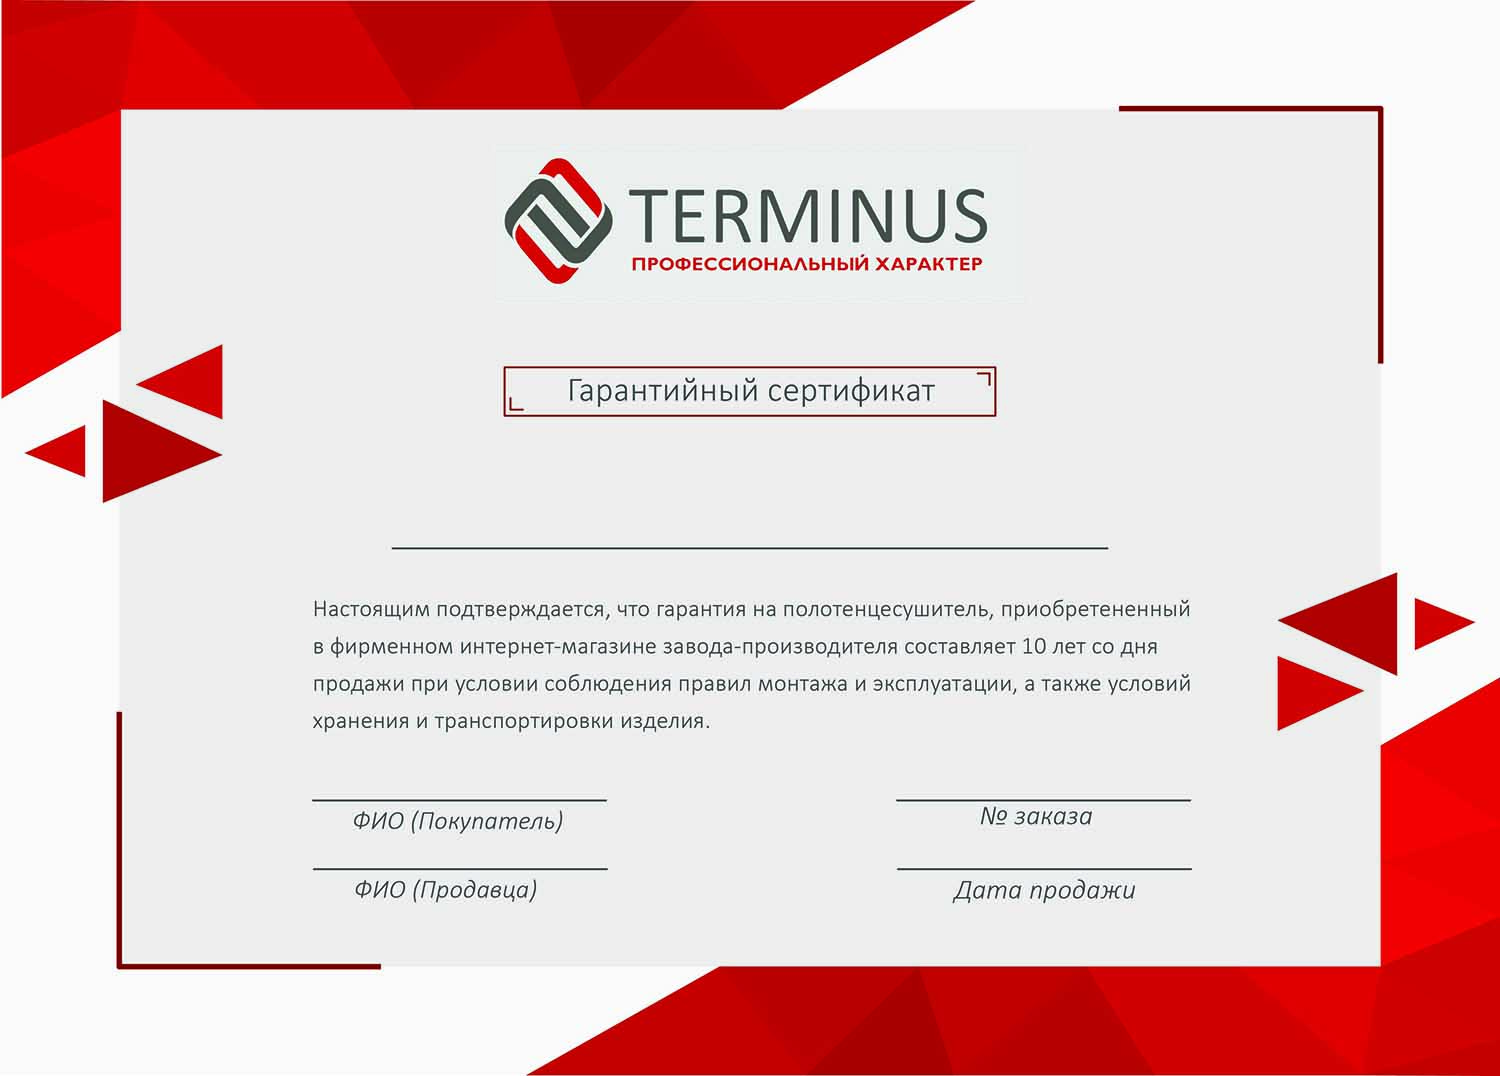 TERMINUS
ПРОФЕССИОНАЛЬНЫЙ ХАРАКТЕР
Гарантийный сертификат
Настоящим подтверждается, что гарантия на полотенцесушитель, приобретененный
в фирменном интернет-магазине завода-производителя составляет 10 лет со дня
продажи при условии соблюдения правил монтажа и эксплуатации, а также условий
хранения и транспортировки изделия.
ФИО (Покупатель)
№ заказа
ФИО (Продавца)
Дата продажи